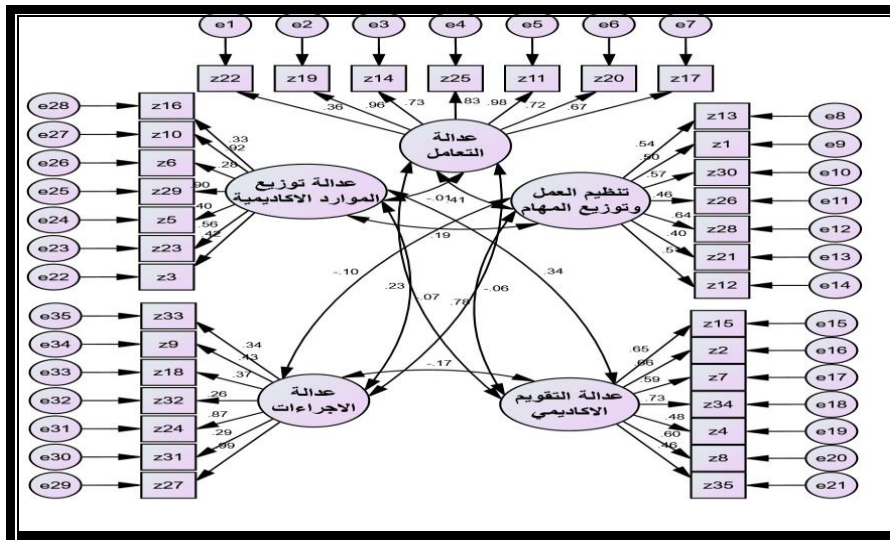 e1 e2 e3 e4 e5 e6 e7
z22 z19 z14 z25 z11 z20 z17
.36 .96 .73 .83 .98 .72 .67
عدالة
التعامل
e28 z16 .33
e27 z10 .92
e26 z6 .28
e25 z29 .90
e24 z5 .40
e23 z23 .56
e22 z3 .42
عدالة توزيع
الموارد الاكاديمية
z13 e8 .54
z1 e9 .50
z30 e10 .57
z26 e11 .46
z28 e12 .64
z21 e13 .40
z12 e14
تنظيم العمل
وتوزيع المهام
-.01 .41
.19
-.10 .23 -.07 .78 -.06 .34
-.17
e35 z33 .34
e34 z9 .43
e33 z18 .37
e32 z32 .26
e31 z24 .87
e30 z31 .29
e29 z27 .99
عدالة
الاجراءات
z15 e15 .65
z2 e16 .66
z7 e17 .59
z34 e18 .73
z4 e19 .48
z8 e20 .60
z35 e21 .46
عدالة التقويم
الاكاديمي